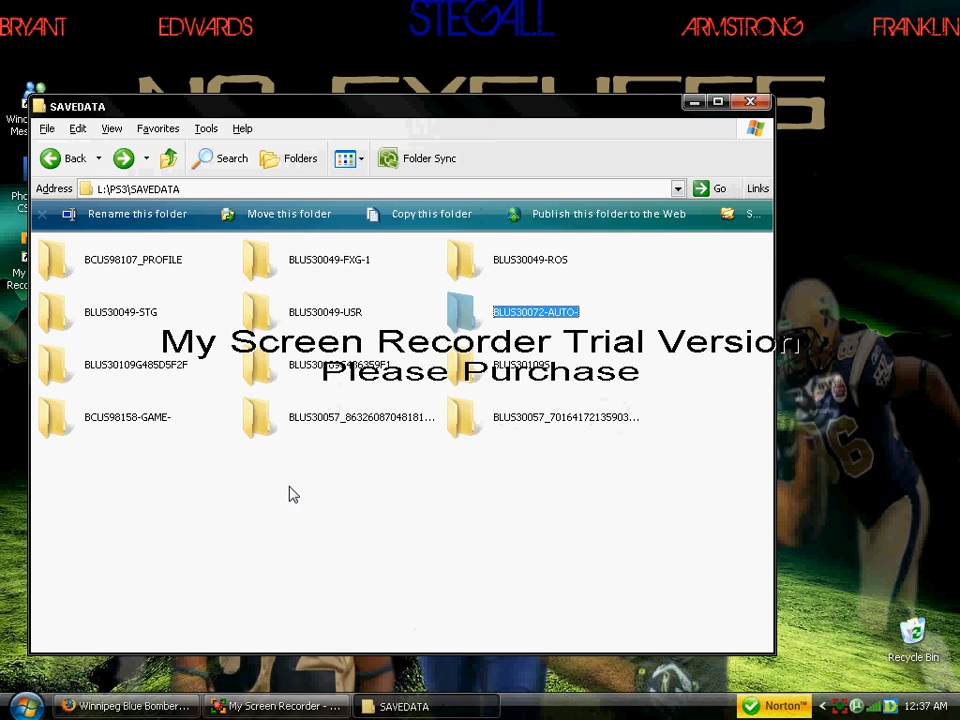 BRYANT EDWARDS STEGALL ARMSTRONG FRANKLIN
NO EXCUSES
SAVEDATA
File Edit View Favorites Tools Help
Back Search Folders Folder Sync
Address L:\PS3\SAVEDATA Go Links
Rename this folder Move this folder Copy this folder Publish this folder to the Web S...
BCUS98107_PROFILE BLUS30049-FXG-1 BLUS30049-ROS
BLUS30049-STG BLUS30049-USR BLUS30072-AUTO-
My Screen Recorder Trial Version
Please Purchase
BLUS30109G485D5F2F
BCUS98158-GAME- BLUS30057_86326087048181... BLUS30057_70164172135903...
Recycle Bin
Winnipeg Blue Bomber... My Screen Recorder - ... SAVEDATA Norton™ 12:37 AM